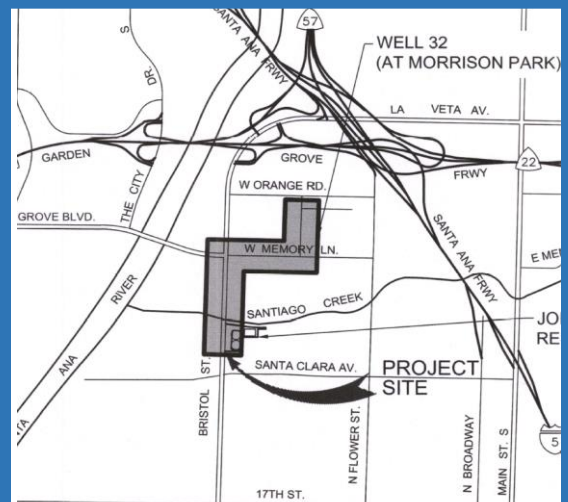 DR. S
SANTA ANA FRWY
57
WELL 32
(AT MORRISON PARK)
LA VETA AV.
GARDEN GROVE FRWY
22
THE CITY
W ORANGE RD.
GROVE BLVD.
W MEMORY LN.
SANTA ANA FRWY
E ME
ANA RIVER
SANTIAGO CREEK
JO
RE
SANTA CLARA AV.
PROJECT
SITE
BRISTOL ST.
N FLOWER ST.
N BROADWAY
MAIN ST. S
5
17TH ST.